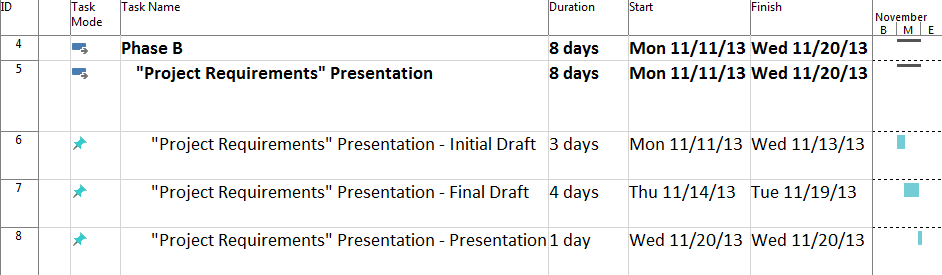 ID Task Mode Task Name Duration Start Finish November
B M E
4 Phase B 8 days Mon 11/11/13 Wed 11/20/13
5 "Project Requirements" Presentation 8 days Mon 11/11/13 Wed 11/20/13
6 "Project Requirements" Presentation - Initial Draft 3 days Mon 11/11/13 Wed 11/13/13
7 "Project Requirements" Presentation - Final Draft 4 days Thu 11/14/13 Tue 11/19/13
8 "Project Requirements" Presentation - Presentation 1 day Wed 11/20/13 Wed 11/20/13